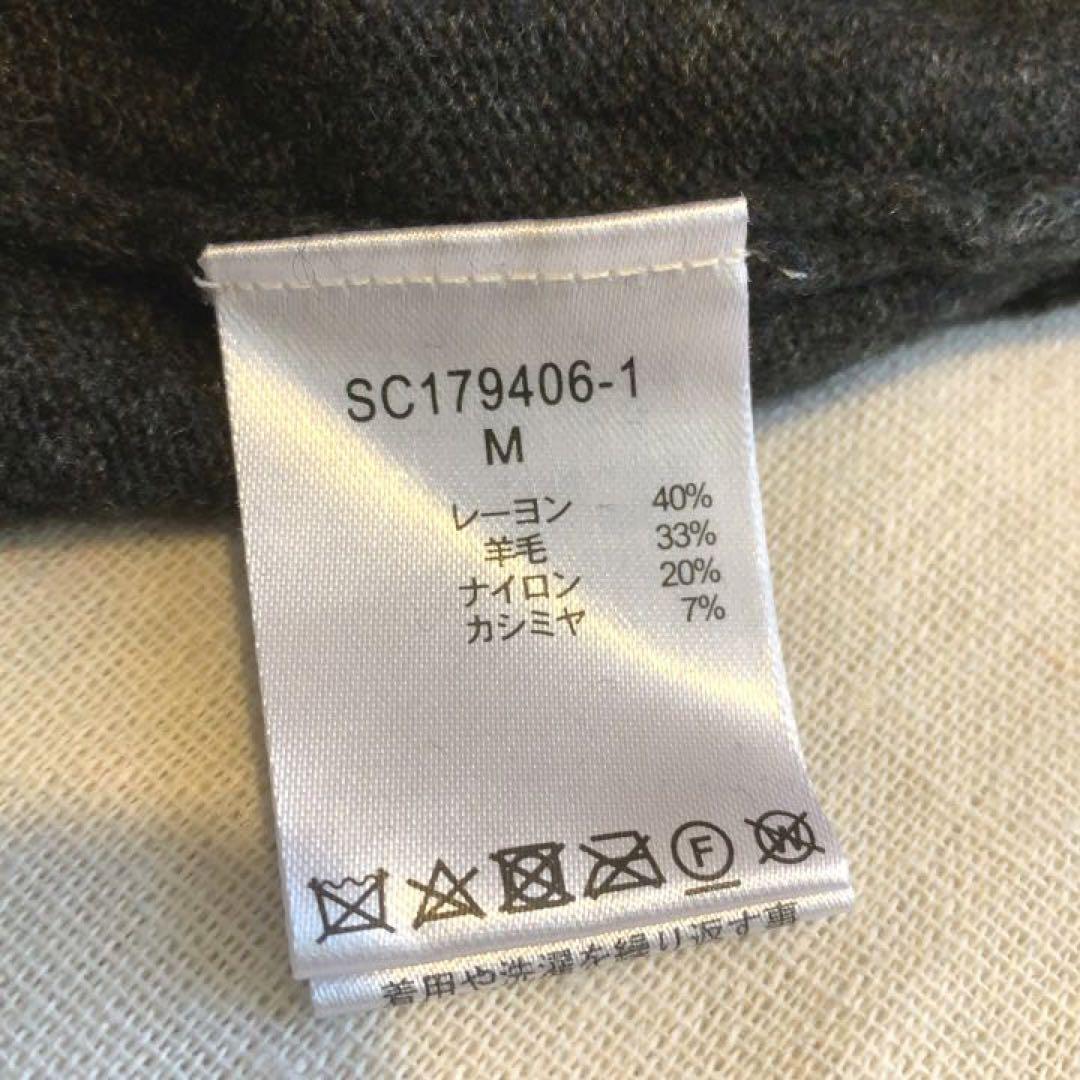 SC179406-1
M
レーヨン 40%
羊毛 33%
ナイロン 20%
カシミヤ 7%
F
W
着用や洗濯を繰り返す事